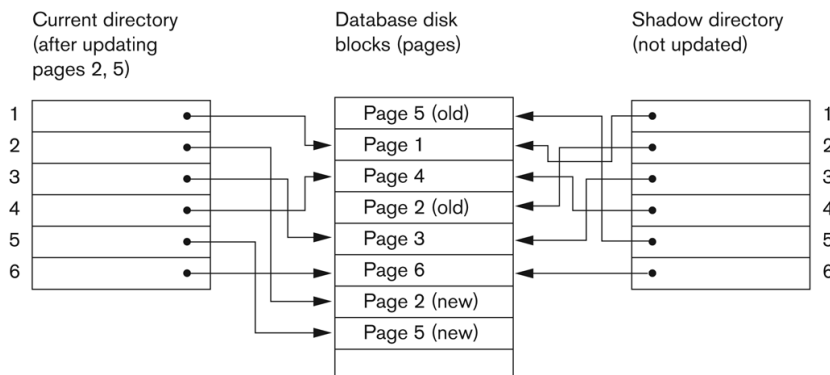 Current directory
(after updating
pages 2, 5)
Database disk
blocks (pages)
Shadow directory
(not updated)
1
2
3
4
5
6
Page 5 (old)
Page 1
Page 4
Page 2 (old)
Page 3
Page 6
Page 2 (new)
Page 5 (new)
1
2
3
4
5
6